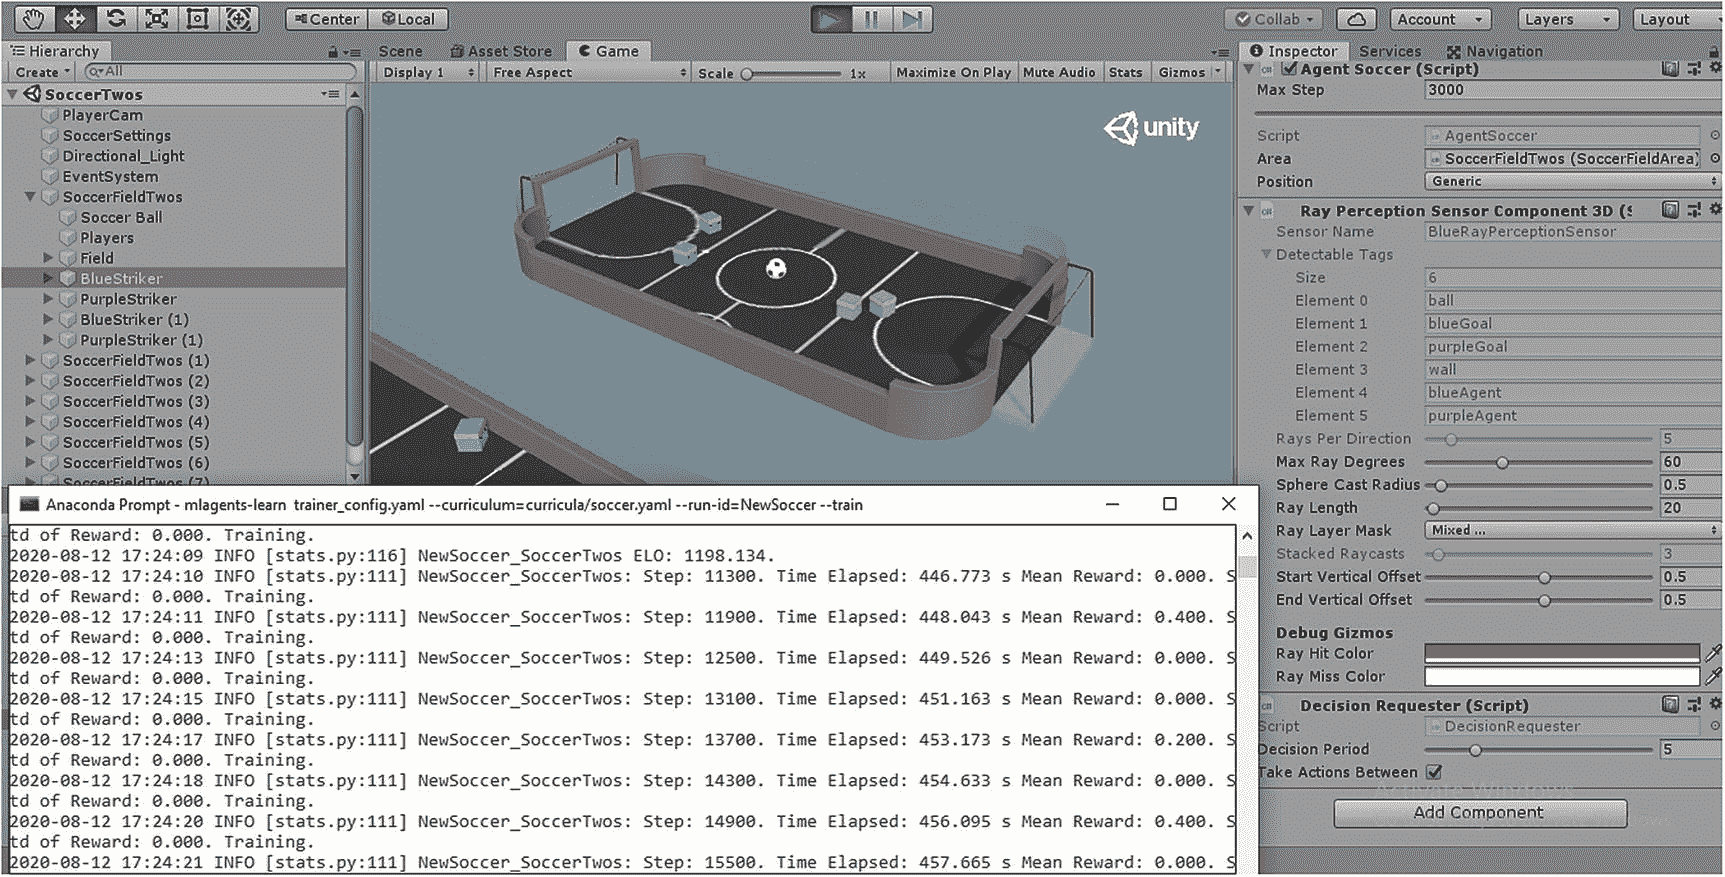 Center Local Collab Account Layers Layout
Hierarchy
Create All
SoccerTwos
PlayerCam
SoccerSettings
Directional_Light
EventSystem
SoccerFieldTwos
Soccer Ball
Players
Field
BlueStriker
PurpleStriker
BlueStriker (1)
PurpleStriker (1)
SoccerFieldTwos (1)
SoccerFieldTwos (2)
SoccerFieldTwos (3)
SoccerFieldTwos (4)
SoccerFieldTwos (5)
SoccerFieldTwos (6)
SoccerFieldTwos (7)
Scene Asset Store Game
Display 1 Free Aspect Scale 1x Maximize On Play Mute Audio Stats Gizmos
unity
Inspector Services Navigation
Agent Soccer (Script)
Max Step 3000
Script AgentSoccer
Area SoccerFieldTwos (SoccerFieldArea)
Position Generic
Ray Perception Sensor Component 3D (S
Sensor Name BlueRayPerceptionSensor
Detectable Tags
Size 6
Element 0 ball
Element 1 blueGoal
Element 2 purpleGoal
Element 3 wall
Element 4 blueAgent
Element 5 purpleAgent
Rays Per Direction 5
Max Ray Degrees 60
Sphere Cast Radius 0.5
Ray Length 20
Ray Layer Mask Mixed ...
Stacked Raycasts 3
Start Vertical Offset 0.5
End Vertical Offset 0.5
Debug Gizmos
Ray Hit Color
Ray Miss Color
Decision Requester (Script)
Script DecisionRequester
Decision Period 5
Take Actions Between
Activate Windows
Add Component
Anaconda Prompt - mlagents-learn trainer_config.yaml --curriculum=curricula/soccer.yaml --run-id=NewSoccer --train
td of Reward: 0.000. Training.
2020-08-12 17:24:09 INFO [stats.py:116] NewSoccer_SoccerTwos ELO: 1198.134.
2020-08-12 17:24:10 INFO [stats.py:111] NewSoccer_SoccerTwos: Step: 11300. Time Elapsed: 446.773 s Mean Reward: 0.000. S
td of Reward: 0.000. Training.
2020-08-12 17:24:11 INFO [stats.py:111] NewSoccer_SoccerTwos: Step: 11900. Time Elapsed: 448.043 s Mean Reward: 0.400. S
td of Reward: 0.000. Training.
2020-08-12 17:24:13 INFO [stats.py:111] NewSoccer_SoccerTwos: Step: 12500. Time Elapsed: 449.526 s Mean Reward: 0.000. S
td of Reward: 0.000. Training.
2020-08-12 17:24:15 INFO [stats.py:111] NewSoccer_SoccerTwos: Step: 13100. Time Elapsed: 451.163 s Mean Reward: 0.000. S
td of Reward: 0.000. Training.
2020-08-12 17:24:17 INFO [stats.py:111] NewSoccer_SoccerTwos: Step: 13700. Time Elapsed: 453.173 s Mean Reward: 0.200. S
td of Reward: 0.000. Training.
2020-08-12 17:24:18 INFO [stats.py:111] NewSoccer_SoccerTwos: Step: 14300. Time Elapsed: 454.633 s Mean Reward: 0.000. S
td of Reward: 0.000. Training.
2020-08-12 17:24:20 INFO [stats.py:111] NewSoccer_SoccerTwos: Step: 14900. Time Elapsed: 456.095 s Mean Reward: 0.400. S
td of Reward: 0.000. Training.
2020-08-12 17:24:21 INFO [stats.py:111] NewSoccer_SoccerTwos: Step: 15500. Time Elapsed: 457.665 s Mean Reward: 0.000. S